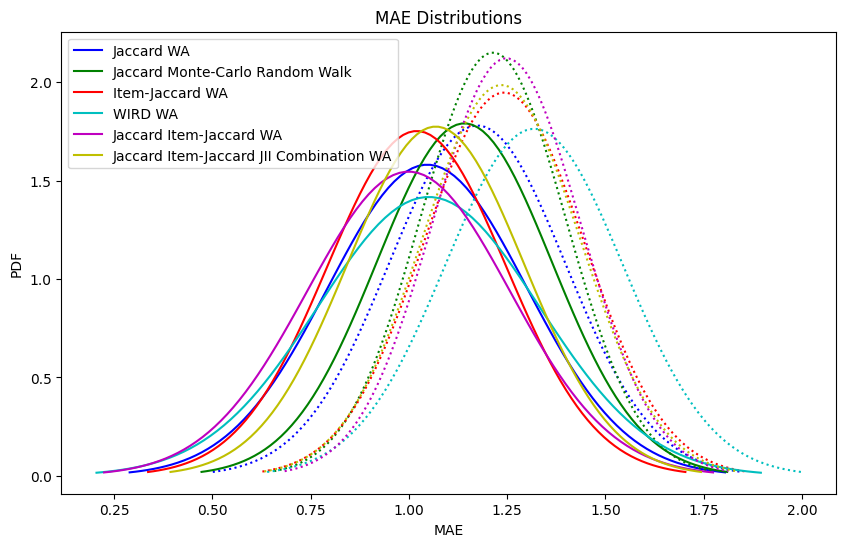 MAE Distributions
Jaccard WA
Jaccard Monte-Carlo Random Walk
Item-Jaccard WA
WIRD WA
Jaccard Item-Jaccard WA
Jaccard Item-Jaccard JII Combination WA
PDF
2.0
1.5
1.0
0.5
0.0
0.25
0.50
0.75
1.00
1.25
1.50
1.75
2.00
MAE